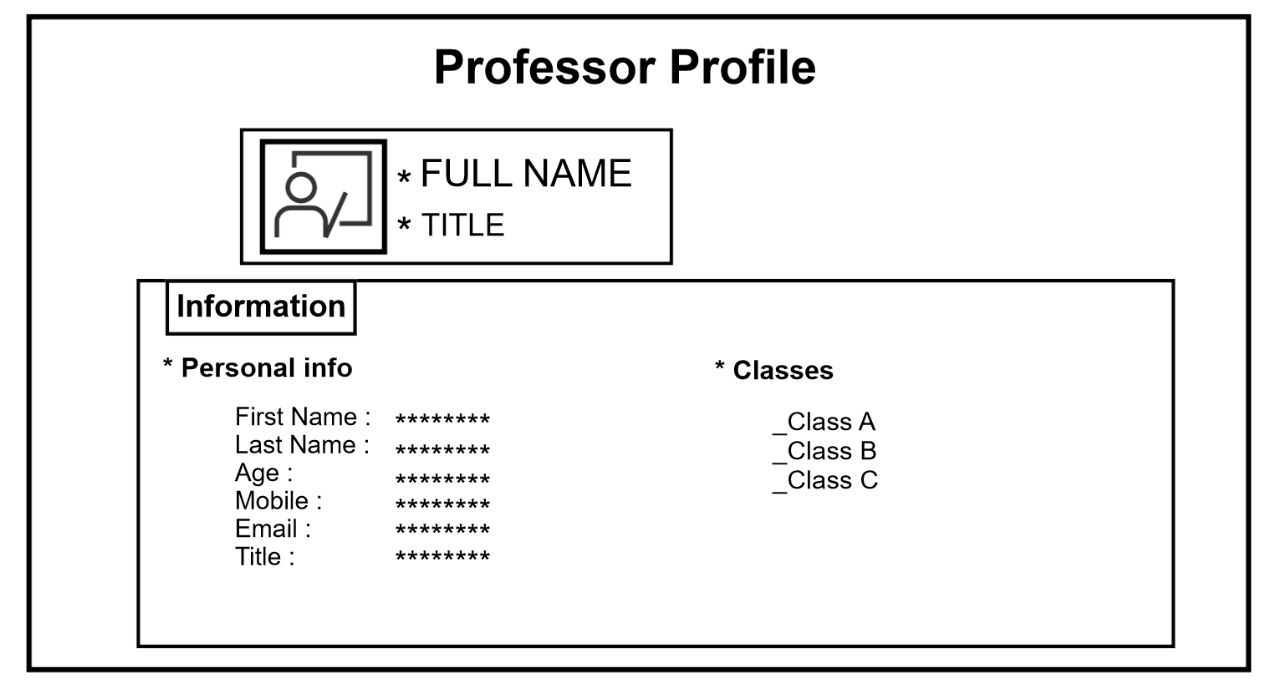 Professor Profile
* FULL NAME
* TITLE
Information
* Personal info
First Name : ********
Last Name : ********
Age : ********
Mobile : ********
Email : ********
Title : ********
* Classes
_Class A
_Class B
_Class C